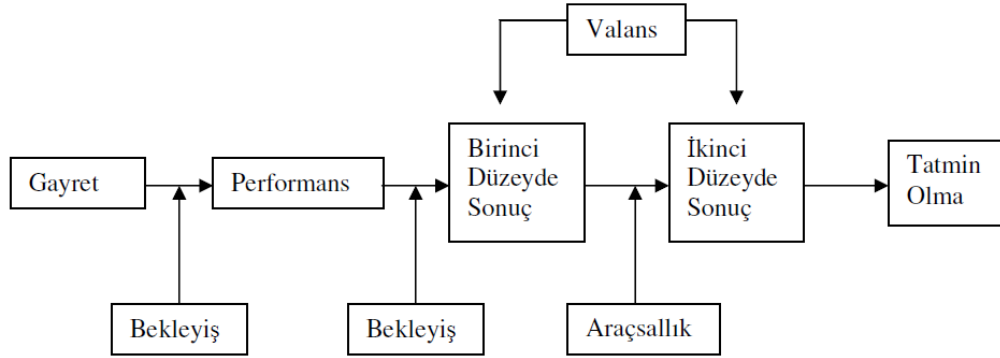 Valans
Gayret
Performans
Birinci
Düzeyde
Sonuç
İkinci
Düzeyde
Sonuç
Tatmin
Olma
Bekleyiş
Bekleyiş
Araçsallık